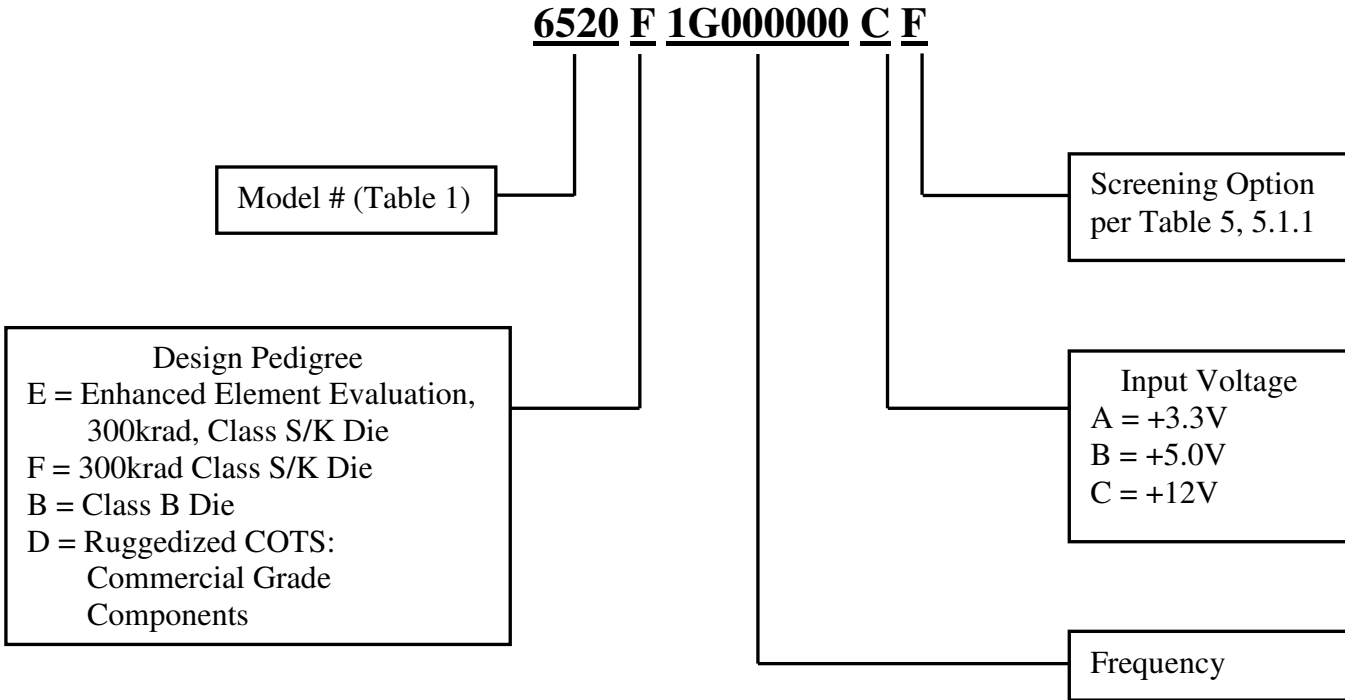 6520 F 1G000000 C F
Model # (Table 1)
Screening Option
per Table 5, 5.1.1
Design Pedigree
E = Enhanced Element Evaluation,
300krad, Class S/K Die
F = 300krad Class S/K Die
B = Class B Die
D = Ruggedized COTS:
Commercial Grade
Components
Input Voltage
A = +3.3V
B = +5.0V
C = +12V
Frequency